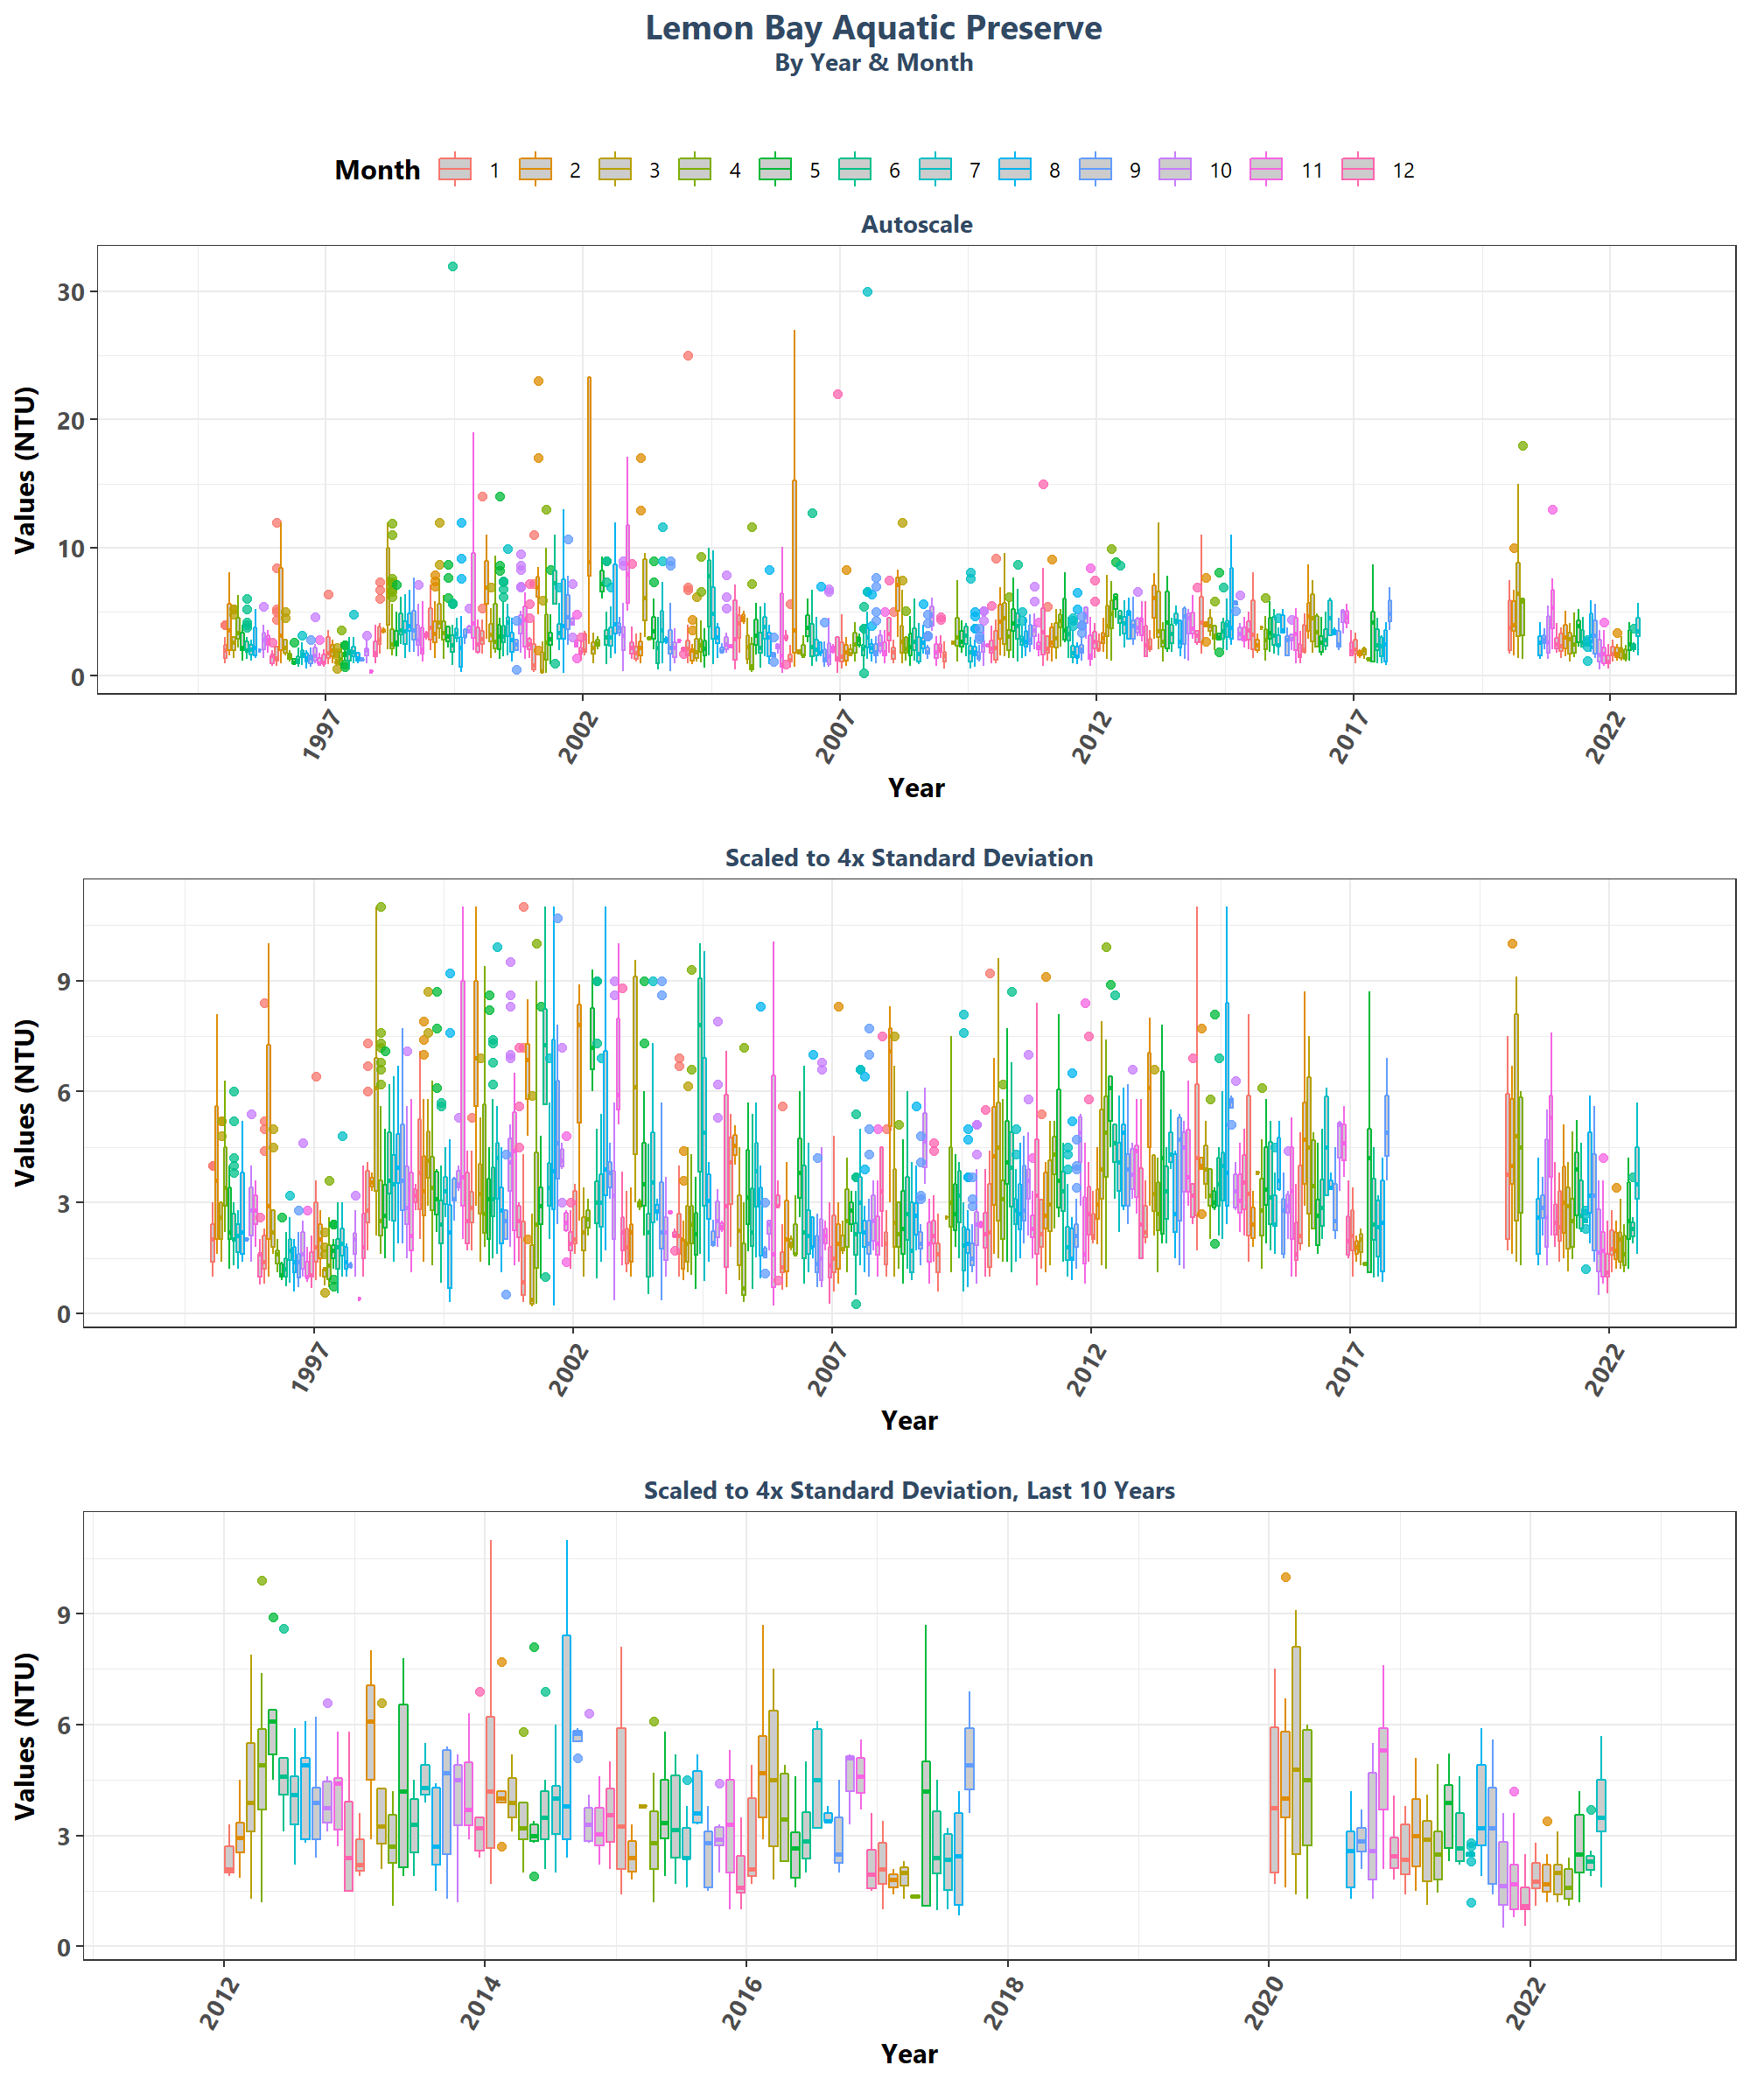 Lemon Bay Aquatic Preserve
By Year & Month
Month 1 2 3 4 5 6 7 8 9 10 11 12
Autoscale
Values (NTU)
30
20
10
0
1997 2002 2007 2012 2017 2022
Year
Scaled to 4x Standard Deviation
Values (NTU)
9
6
3
0
1997 2002 2007 2012 2017 2022
Year
Scaled to 4x Standard Deviation, Last 10 Years
Values (NTU)
9
6
3
0
2012 2014 2016 2018 2020 2022
Year